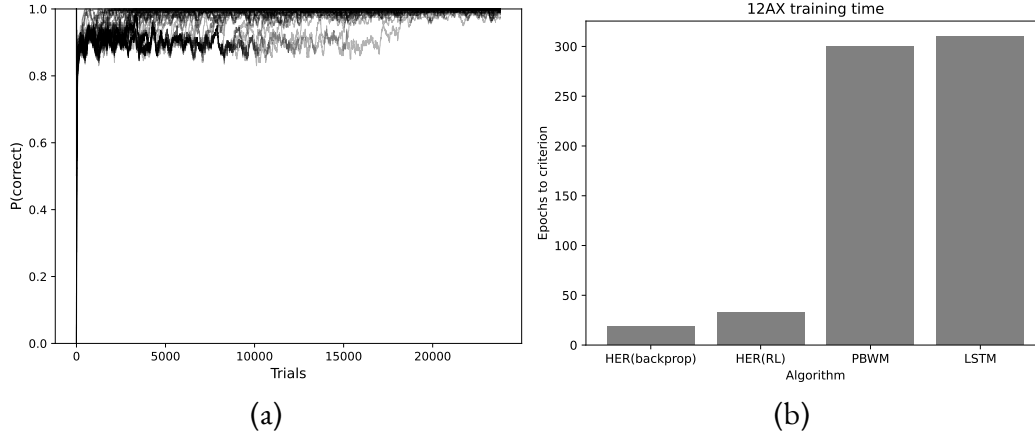 1.0
0.8
0.6
0.4
0.2
0.0
P(correct)
0 5000 10000 15000 20000
Trials
(a)
12AX training time
300
250
200
150
100
50
0
Epochs to criterion
HER(backprop) HER(RL) PBWM LSTM
Algorithm
(b)